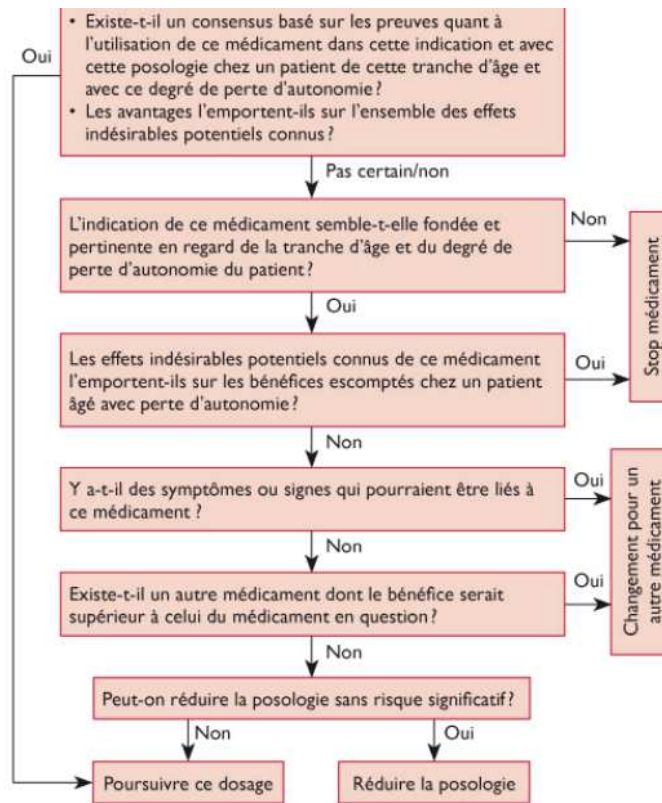 Oui
• Existe-t-il un consensus basé sur les preuves quant à
l'utilisation de ce médicament dans cette indication et avec
cette posologie chez un patient de cette tranche d'âge et
avec ce degré de perte d'autonomie ?
• Les avantages l'emportent-ils sur l'ensemble des effets
indésirables potentiels connus ?
Pas certain/non
L'indication de ce médicament semble-t-elle fondée et
pertinente en regard de la tranche d'âge et du degré de
perte d'autonomie du patient ?
Non
Stop médicament
Oui
Les effets indésirables potentiels connus de ce médicament
l'emportent-ils sur les bénéfices escomptés chez un patient
âgé avec perte d'autonomie ?
Oui
Non
Y a-t-il des symptômes ou signes qui pourraient être liés à
ce médicament ?
Oui
Changement pour un
autre médicament
Non
Existe-t-il un autre médicament dont le bénéfice serait
supérieur à celui du médicament en question ?
Oui
Non
Peut-on réduire la posologie sans risque significatif ?
Non
Oui
Poursuivre ce dosage
Réduire la posologie